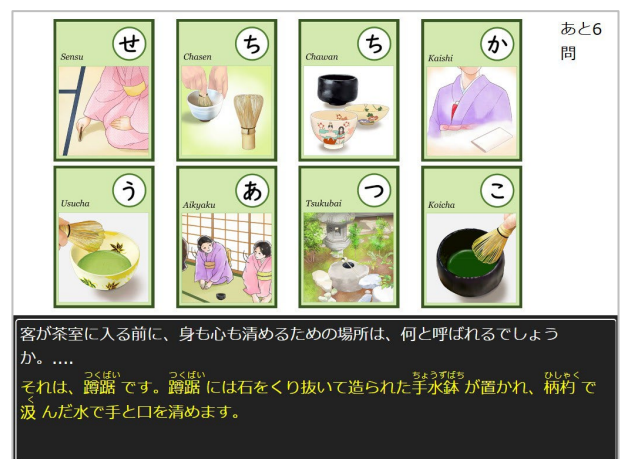 せ
Sensu
ち
Chasen
ち
Chawan
か
Kaishi
あと6
問
う
Usucha
あ
Aikyaku
つ
Tsukubai
こ
Koicha
客が茶室に入る前に、身も心も清めるための場所は、何と呼ばれるでしょう
か。....
つくばい つくばい ちょうずばち ひしゃく
それは、蹲踞 です。蹲踞 には石をくり抜いて造られた手水鉢 が置かれ、柄杓 で
く
汲 んだ水で手と口を清めます。